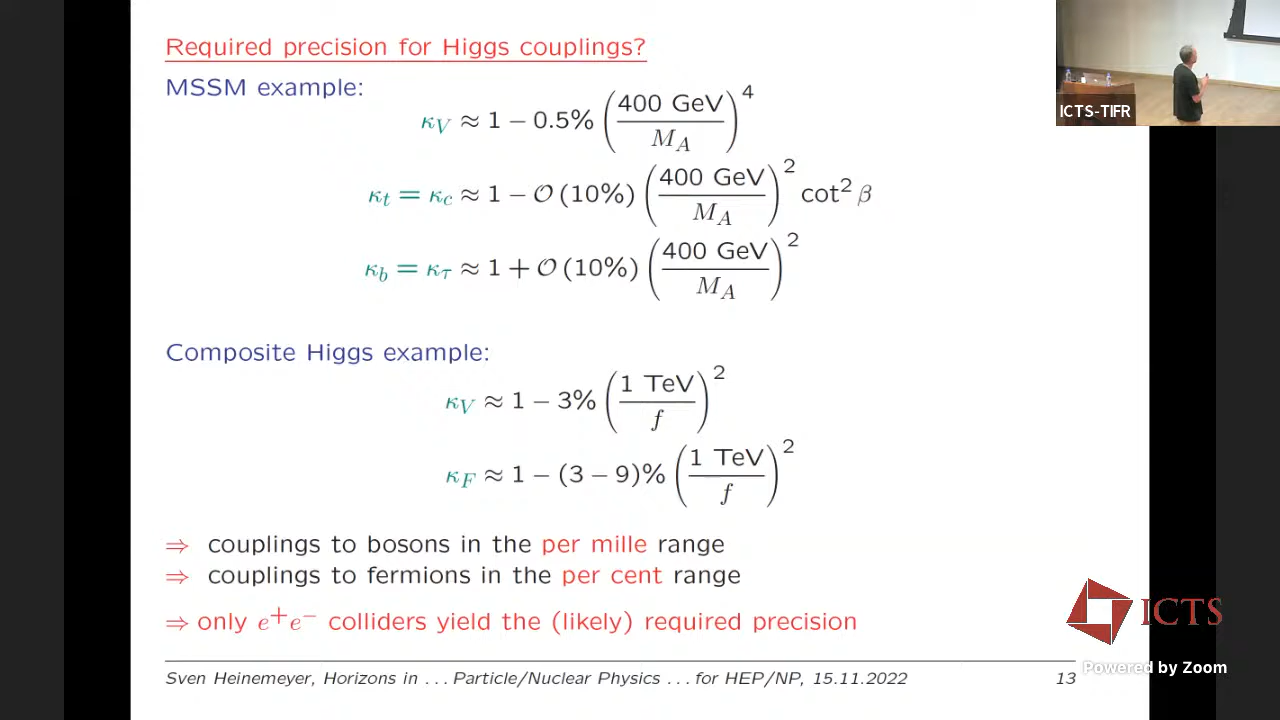 Required precision for Higgs couplings?
MSSM example:
κ_V ≈ 1 − 0.5% (400 GeV / M_A)^4
κ_t = κ_c ≈ 1 − 𝒪(10%) (400 GeV / M_A)^2 cot^2 β
κ_b = κ_τ ≈ 1 + 𝒪(10%) (400 GeV / M_A)^2
Composite Higgs example:
κ_V ≈ 1 − 3% (1 TeV / f)^2
κ_F ≈ 1 − (3 − 9)% (1 TeV / f)^2
⇒ couplings to bosons in the per mille range
⇒ couplings to fermions in the per cent range
⇒ only e^+e^− colliders yield the (likely) required precision
Sven Heinemeyer, Horizons in . . . Particle/Nuclear Physics . . . for HEP/NP, 15.11.2022 13
ICTS-TIFR
ICTS
Powered by Zoom